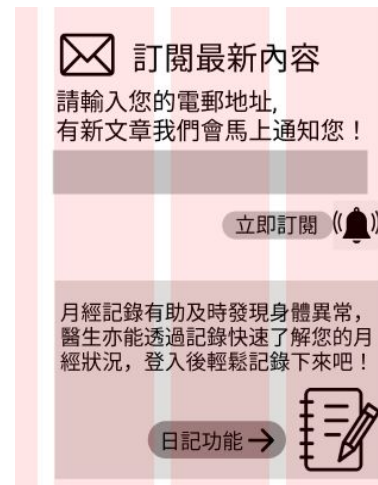 訂閱最新內容
請輸入您的電郵地址,
有新文章我們會馬上通知您！
立即訂閱
月經記錄有助及時發現身體異常，
醫生亦能透過記錄快速了解您的月
經狀況，登入後輕鬆記錄下來吧！
日記功能